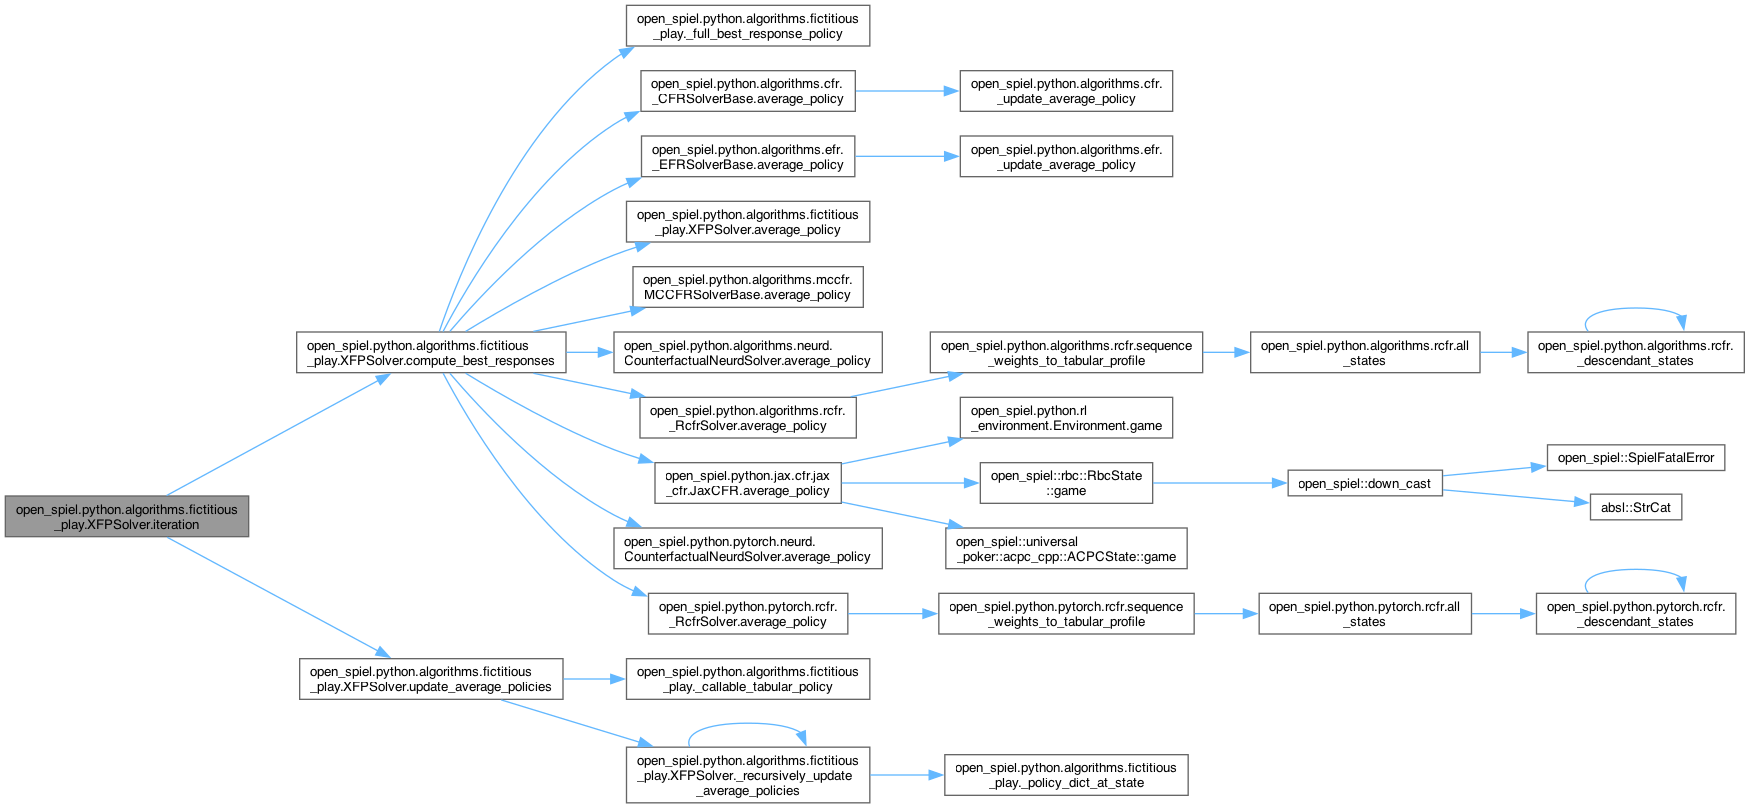 open_spiel.python.algorithms.fictitious
_play.XFPSolver.iteration
open_spiel.python.algorithms.fictitious
_play.XFPSolver.compute_best_responses
open_spiel.python.algorithms.fictitious
_play._full_best_response_policy
open_spiel.python.algorithms.cfr.
_CFRSolverBase.average_policy
open_spiel.python.algorithms.cfr.
_update_average_policy
open_spiel.python.algorithms.efr.
_EFRSolverBase.average_policy
open_spiel.python.algorithms.efr.
_update_average_policy
open_spiel.python.algorithms.fictitious
_play.XFPSolver.average_policy
open_spiel.python.algorithms.mccfr.
MCCFRSolverBase.average_policy
open_spiel.python.algorithms.neurd.
CounterfactualNeurdSolver.average_policy
open_spiel.python.algorithms.rcfr.
_RcfrSolver.average_policy
open_spiel.python.algorithms.rcfr.sequence
_weights_to_tabular_profile
open_spiel.python.algorithms.rcfr.all
_states
open_spiel.python.algorithms.rcfr.
_descendant_states
open_spiel.python.jax.cfr.jax
_cfr.JaxCFR.average_policy
open_spiel.python.rl
_environment.Environment.game
open_spiel::rbc::RbcState
::game
open_spiel::down_cast
open_spiel::SpielFatalError
absl::StrCat
open_spiel::universal
_poker::acpc_cpp::ACPCState::game
open_spiel.python.pytorch.neurd.
CounterfactualNeurdSolver.average_policy
open_spiel.python.pytorch.rcfr.
_RcfrSolver.average_policy
open_spiel.python.pytorch.rcfr.sequence
_weights_to_tabular_profile
open_spiel.python.pytorch.rcfr.all
_states
open_spiel.python.pytorch.rcfr.
_descendant_states
open_spiel.python.algorithms.fictitious
_play.XFPSolver.update_average_policies
open_spiel.python.algorithms.fictitious
_play._callable_tabular_policy
open_spiel.python.algorithms.fictitious
_play.XFPSolver._recursively_update
_average_policies
open_spiel.python.algorithms.fictitious
_play._policy_dict_at_state